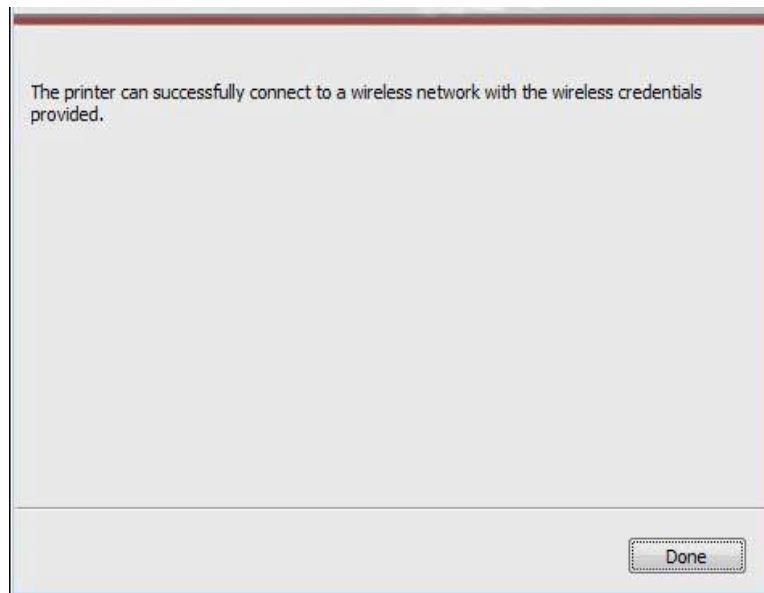 The printer can successfully connect to a wireless network with the wireless credentials
provided.
Done